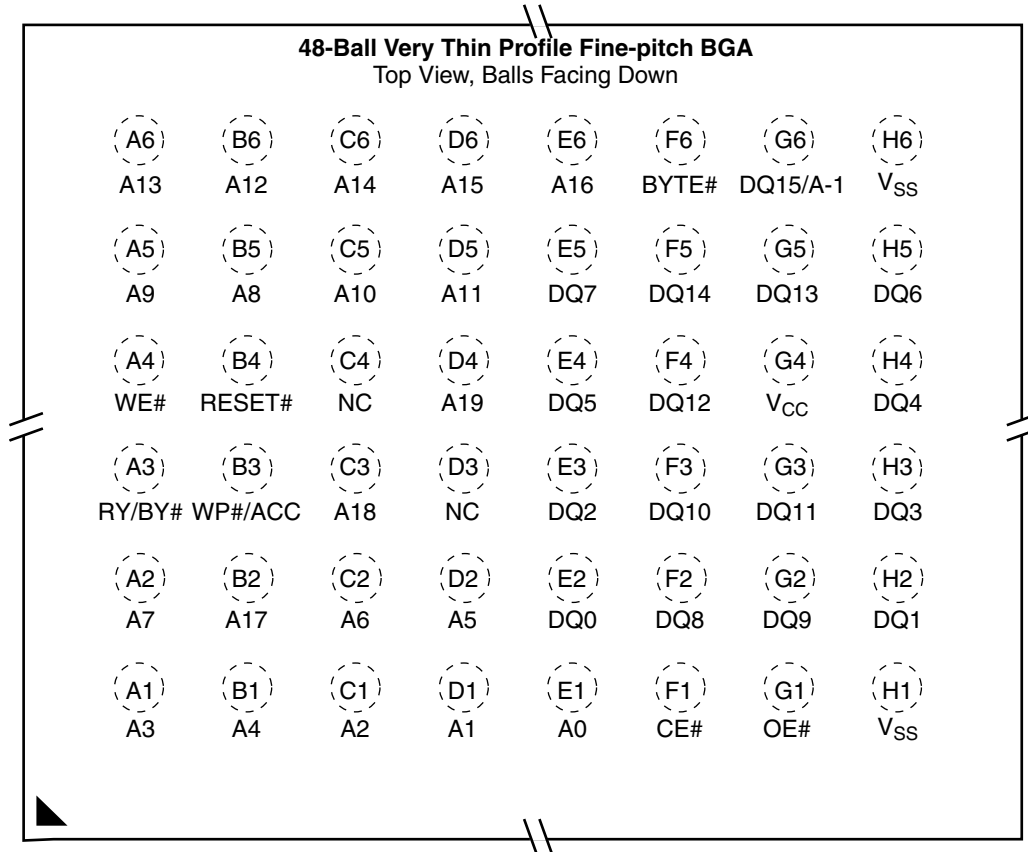 48-Ball Very Thin Profile Fine-pitch BGA
Top View, Balls Facing Down
A6 B6 C6 D6 E6 F6 G6 H6
A13 A12 A14 A15 A16 BYTE# DQ15/A-1 VSS
A5 B5 C5 D5 E5 F5 G5 H5
A9 A8 A10 A11 DQ7 DQ14 DQ13 DQ6
A4 B4 C4 D4 E4 F4 G4 H4
WE# RESET# NC A19 DQ5 DQ12 VCC DQ4
A3 B3 C3 D3 E3 F3 G3 H3
RY/BY# WP#/ACC A18 NC DQ2 DQ10 DQ11 DQ3
A2 B2 C2 D2 E2 F2 G2 H2
A7 A17 A6 A5 DQ0 DQ8 DQ9 DQ1
A1 B1 C1 D1 E1 F1 G1 H1
A3 A4 A2 A1 A0 CE# OE# VSS